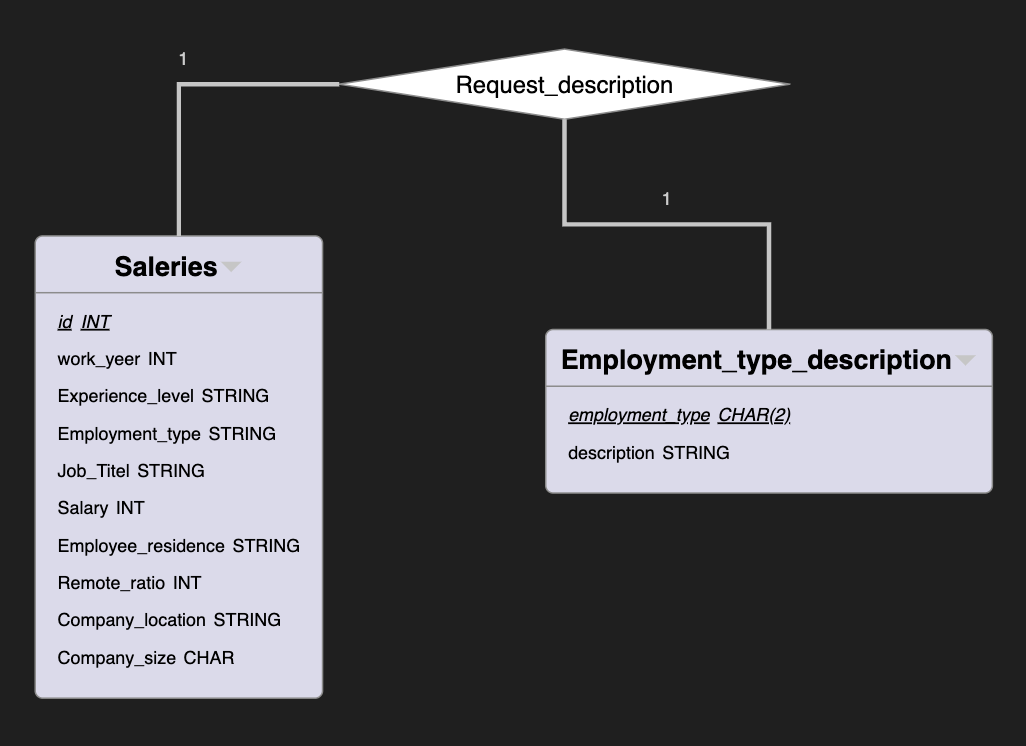 1
Request_description
1
Saleries
id INT
work_yeer INT
Experience_level STRING
Employment_type STRING
Job_Titel STRING
Salary INT
Employee_residence STRING
Remote_ratio INT
Company_location STRING
Company_size CHAR
Employment_type_description
employment_type CHAR(2)
description STRING